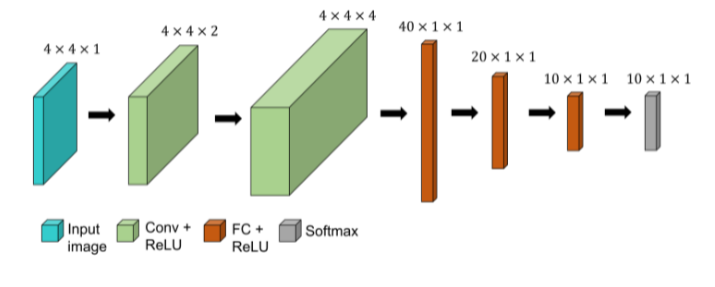 4 × 4 × 1
4 × 4 × 2
4 × 4 × 4
40 × 1 × 1
20 × 1 × 1
10 × 1 × 1
10 × 1 × 1
Input
image
Conv +
ReLU
FC +
ReLU
Softmax